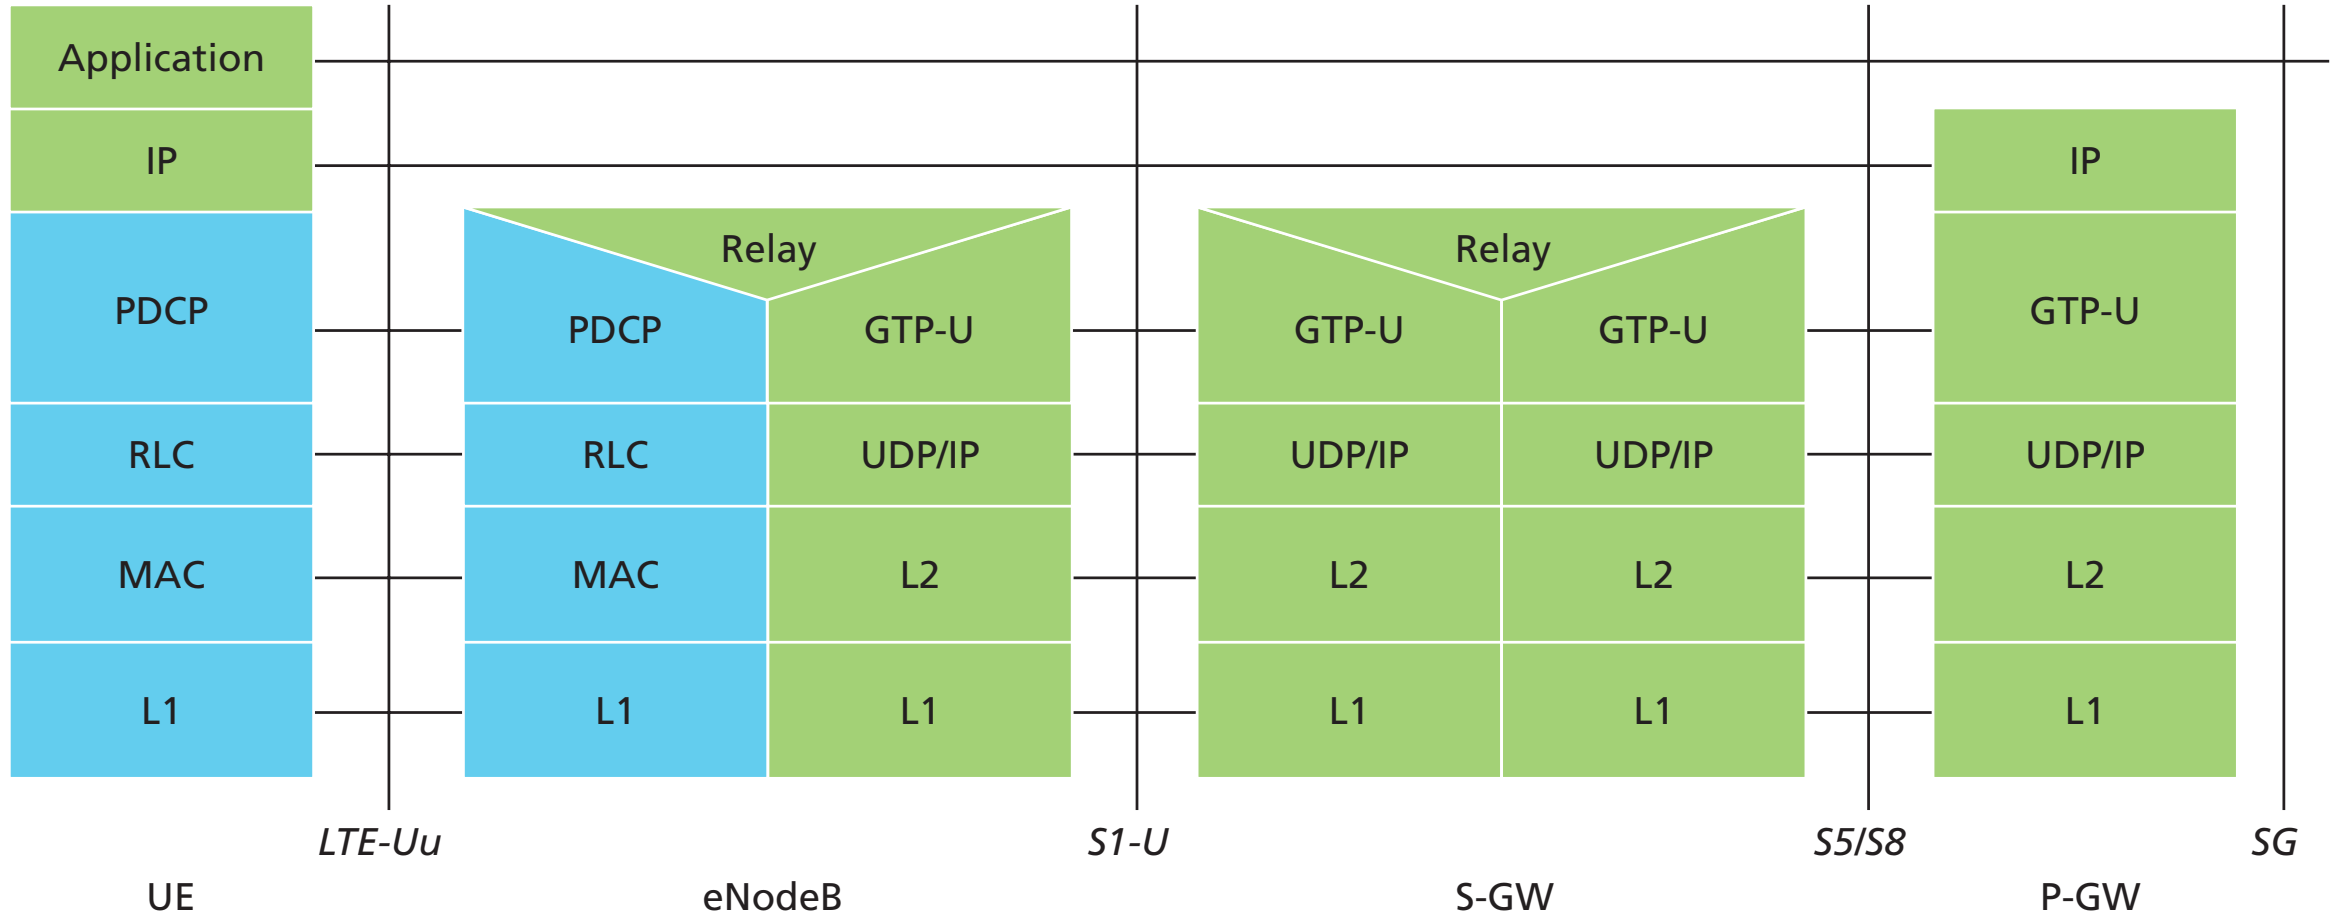 Application
IP
IP
Relay
Relay
PDCP
PDCP
GTP-U
GTP-U
GTP-U
GTP-U
RLC
RLC
UDP/IP
UDP/IP
UDP/IP
UDP/IP
MAC
MAC
L2
L2
L2
L2
L1
L1
L1
L1
L1
L1
LTE-Uu
S1-U
S5/S8
SG
UE
eNodeB
S-GW
P-GW